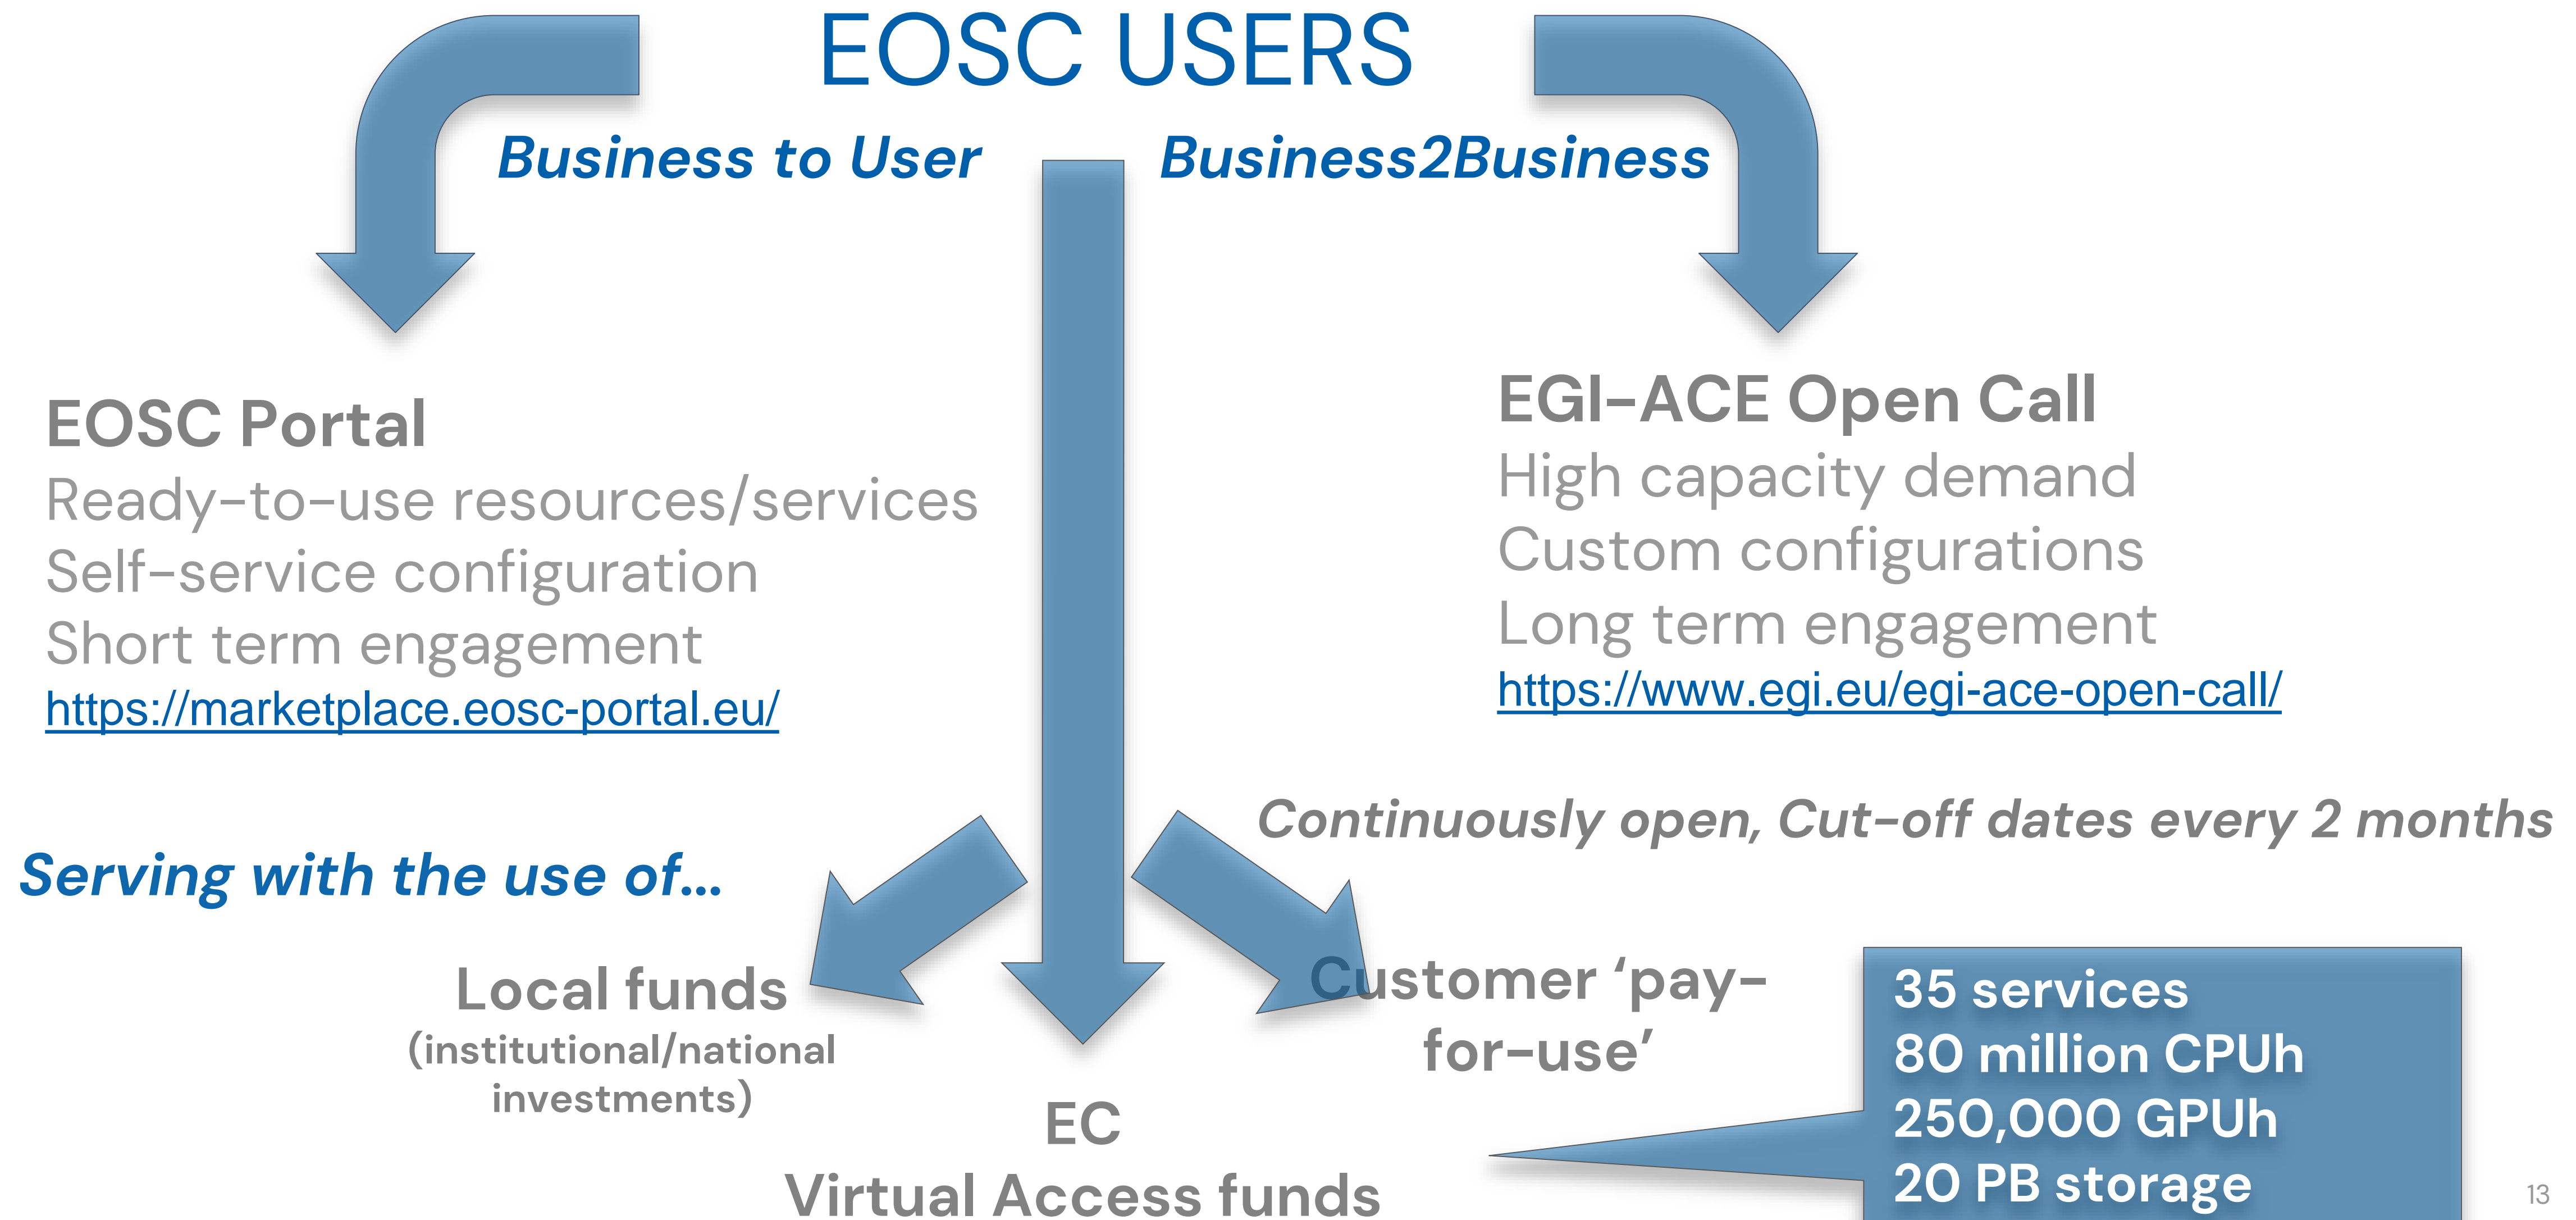 EOSC USERS
Business to User
Business2Business
EOSC Portal
Ready-to-use resources/services
Self-service configuration
Short term engagement
https://marketplace.eosc-portal.eu/
EGI-ACE Open Call
High capacity demand
Custom configurations
Long term engagement
https://www.egi.eu/egi-ace-open-call/
Continuously open, Cut-off dates every 2 months
Serving with the use of...
Local funds
(institutional/national
investments)
EC
Virtual Access funds
Customer ‘pay-
for-use’
35 services
80 million CPUh
250,000 GPUh
20 PB storage
13